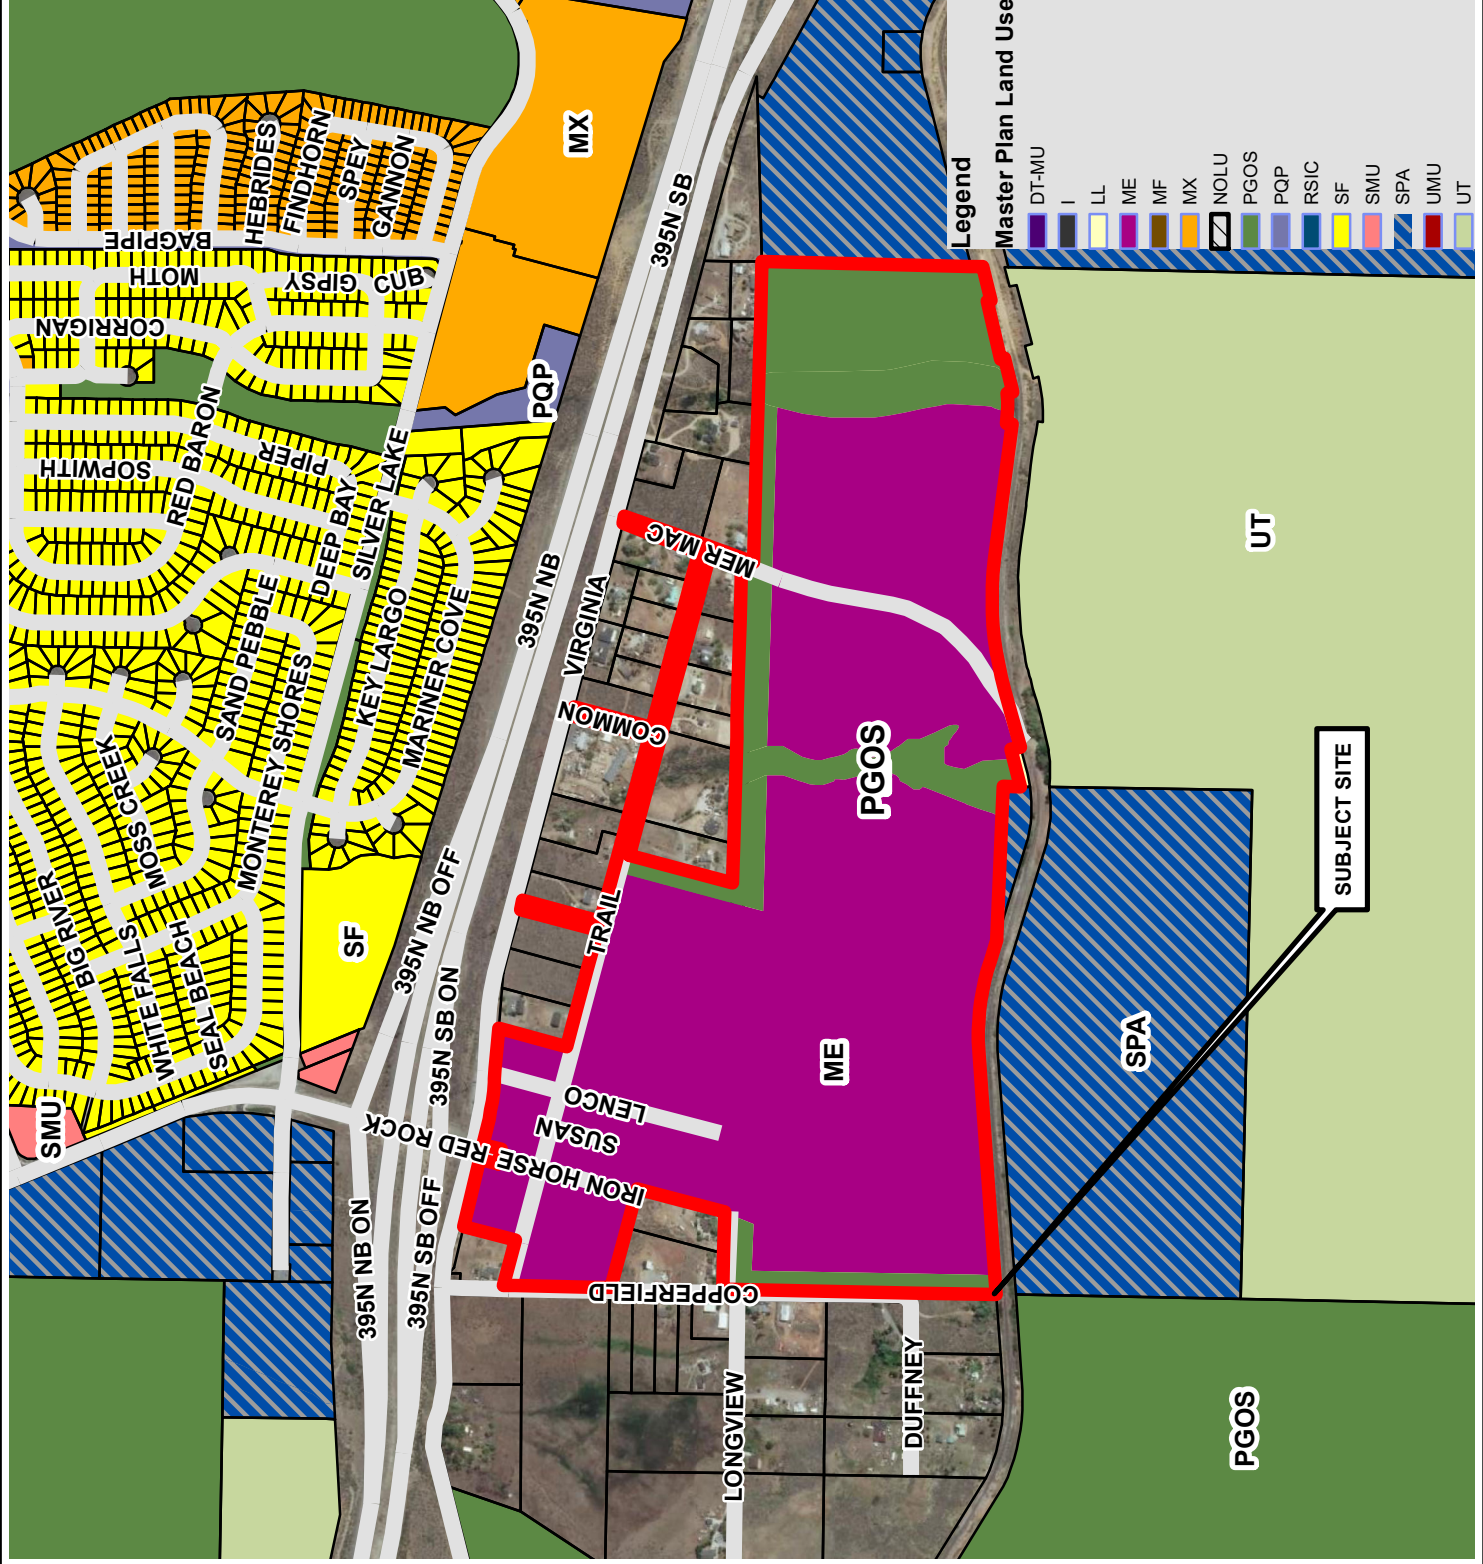 HEBRIDES
FINDHORN
SPEY
GANNON
BAGPIPE
MOTH
GIPSY
CUB
CORRIGAN
SOPWITH
RED BARON
PIPER
DEEP BAY
SILVER LAKE
SAND PEBBLE
MONTEREY SHORES
KEY LARGO
MARINER COVE
MOSS CREEK
BIG RIVER
WHITE FALLS
SEAL BEACH
SMU
SF
MX
PQP
395N SB
395N NB
VIRGINIA
395N NB OFF
395N SB ON
395N NB ON
395N SB OFF
RED ROCK
IRON HORSE
SUSAN
LENCO
TRAIL
COMMON
MER MAC
COPPERFIELD
LONGVIEW
DUFFNEY
PGOS
ME
SPA
UT
PGOS
SUBJECT SITE
Legend
Master Plan Land Use
DT-MU
I
LL
ME
MF
MX
NOLU
PGOS
PQP
RSIC
SF
SMU
SPA
UMU
UT